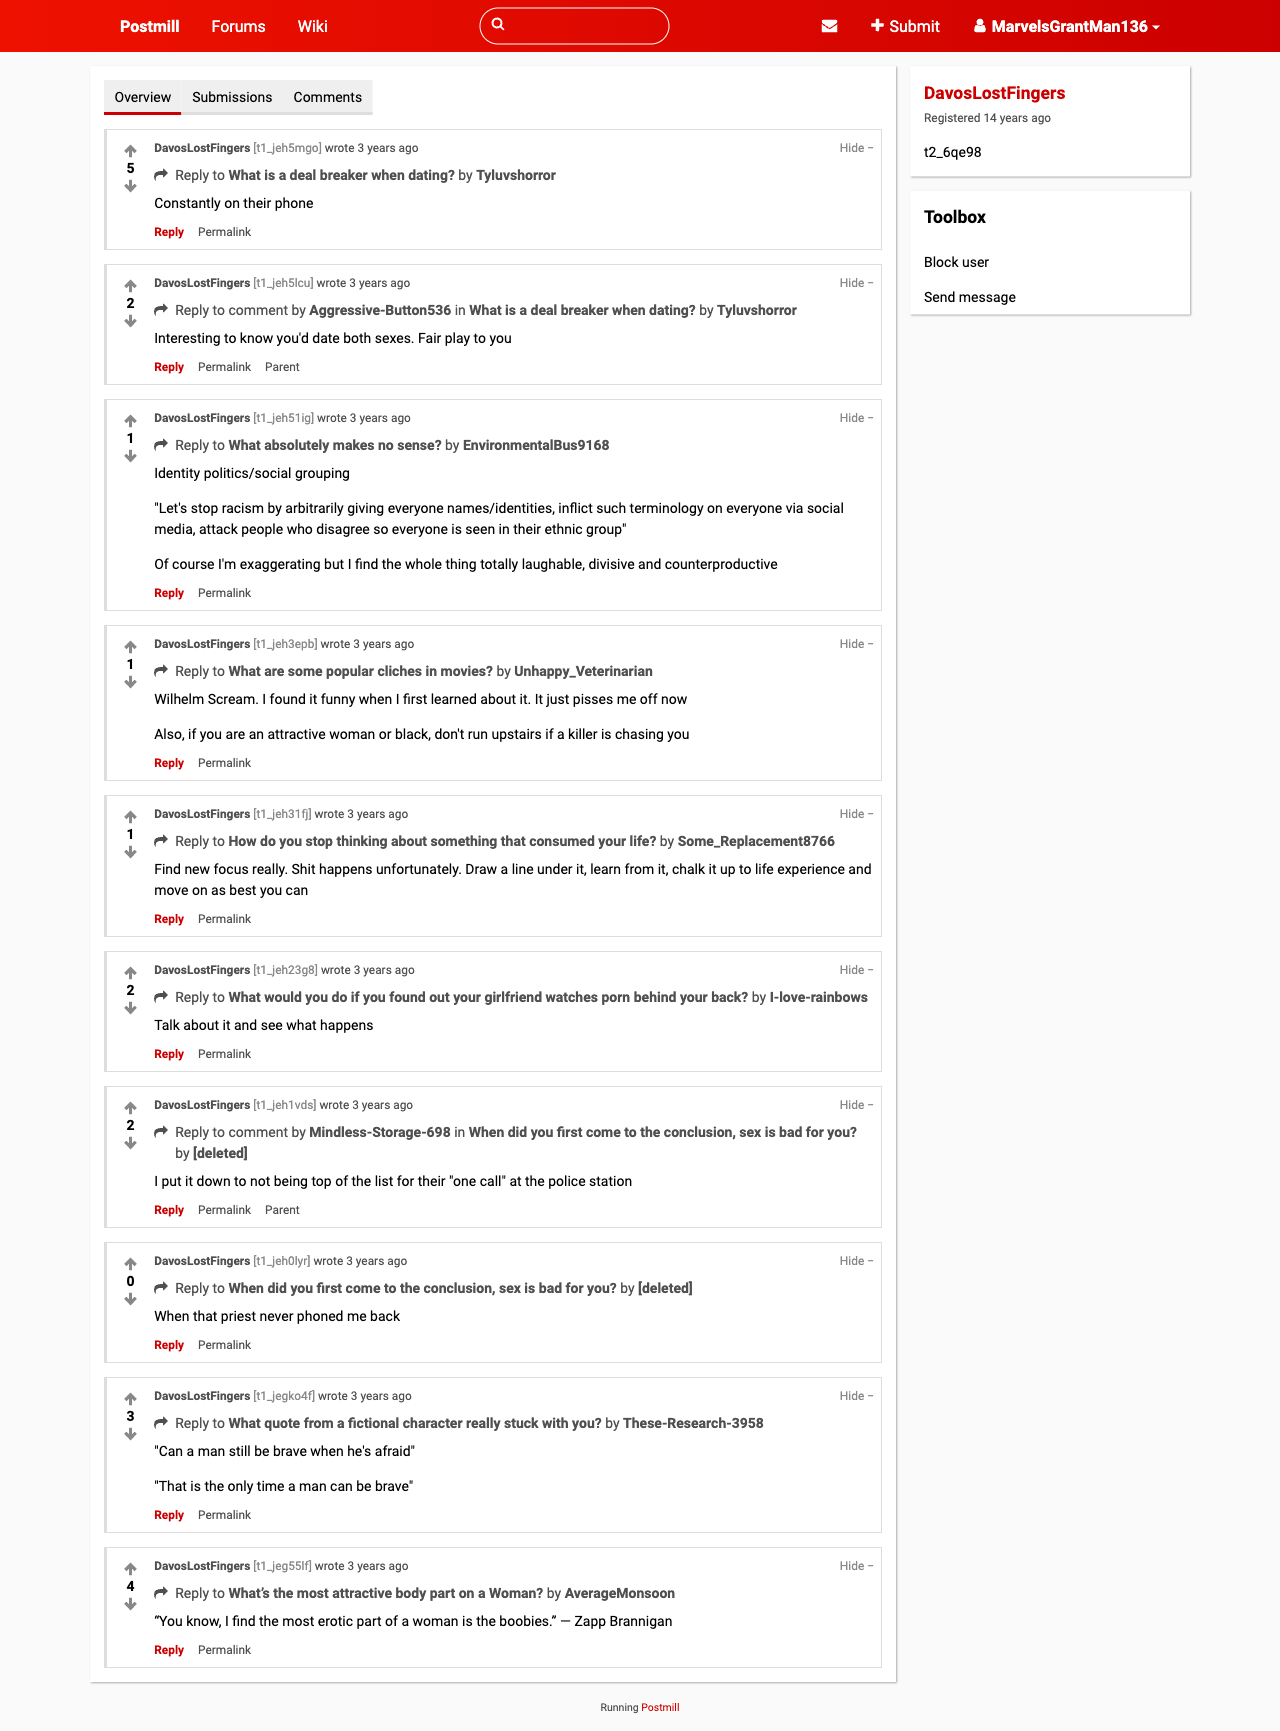 Postmill Forums Wiki Submit MarvelsGrantMan136
Overview Submissions Comments
DavosLostFingers [t1_jeh5mgo] wrote 3 years ago Hide −
5
Reply to What is a deal breaker when dating? by Tyluvshorror
Constantly on their phone
Reply Permalink
DavosLostFingers [t1_jeh5lcu] wrote 3 years ago Hide −
2
Reply to comment by Aggressive-Button536 in What is a deal breaker when dating? by Tyluvshorror
Interesting to know you'd date both sexes. Fair play to you
Reply Permalink Parent
DavosLostFingers [t1_jeh51ig] wrote 3 years ago Hide −
1
Reply to What absolutely makes no sense? by EnvironmentalBus9168
Identity politics/social grouping
"Let's stop racism by arbitrarily giving everyone names/identities, inflict such terminology on everyone via social
media, attack people who disagree so everyone is seen in their ethnic group"
Of course I'm exaggerating but I find the whole thing totally laughable, divisive and counterproductive
Reply Permalink
DavosLostFingers [t1_jeh3epb] wrote 3 years ago Hide −
1
Reply to What are some popular cliches in movies? by Unhappy_Veterinarian
Wilhelm Scream. I found it funny when I first learned about it. It just pisses me off now
Also, if you are an attractive woman or black, don't run upstairs if a killer is chasing you
Reply Permalink
DavosLostFingers [t1_jeh31fj] wrote 3 years ago Hide −
1
Reply to How do you stop thinking about something that consumed your life? by Some_Replacement8766
Find new focus really. Shit happens unfortunately. Draw a line under it, learn from it, chalk it up to life experience and
move on as best you can
Reply Permalink
DavosLostFingers [t1_jeh23g8] wrote 3 years ago Hide −
2
Reply to What would you do if you found out your girlfriend watches porn behind your back? by I-love-rainbows
Talk about it and see what happens
Reply Permalink
DavosLostFingers [t1_jeh1vds] wrote 3 years ago Hide −
2
Reply to comment by Mindless-Storage-698 in When did you first come to the conclusion, sex is bad for you?
by [deleted]
I put it down to not being top of the list for their "one call" at the police station
Reply Permalink Parent
DavosLostFingers [t1_jeh0lyr] wrote 3 years ago Hide −
0
Reply to When did you first come to the conclusion, sex is bad for you? by [deleted]
When that priest never phoned me back
Reply Permalink
DavosLostFingers [t1_jegko4f] wrote 3 years ago Hide −
3
Reply to What quote from a fictional character really stuck with you? by These-Research-3958
"Can a man still be brave when he's afraid"
"That is the only time a man can be brave"
Reply Permalink
DavosLostFingers [t1_jeg55lf] wrote 3 years ago Hide −
4
Reply to What’s the most attractive body part on a Woman? by AverageMonsoon
“You know, I find the most erotic part of a woman is the boobies.” — Zapp Brannigan
Reply Permalink
DavosLostFingers
Registered 14 years ago
t2_6qe98
Toolbox
Block user
Send message
Running Postmill